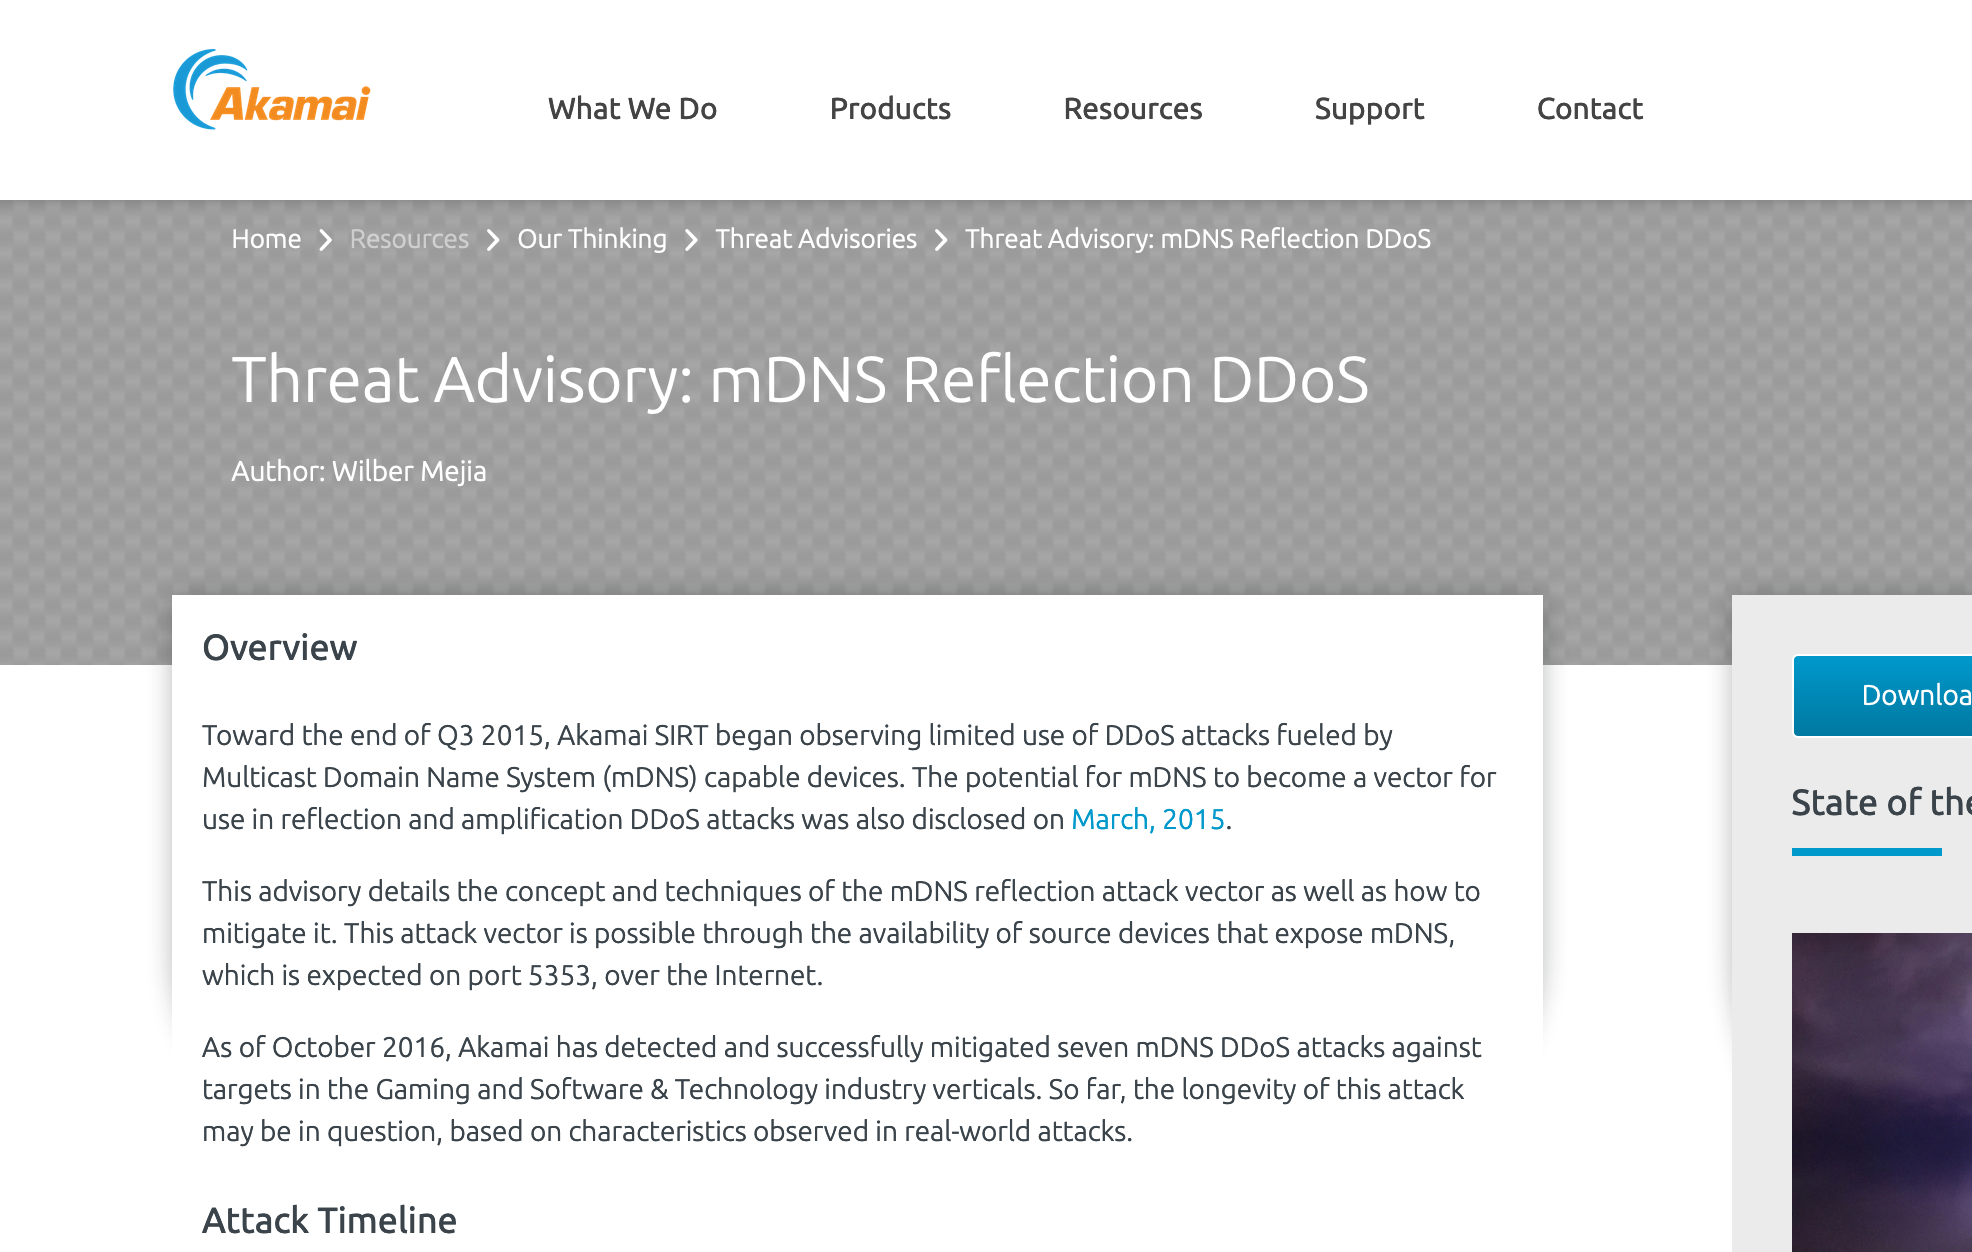 Akamai
What We Do Products Resources Support Contact
Home > Resources > Our Thinking > Threat Advisories > Threat Advisory: mDNS Reflection DDoS
Threat Advisory: mDNS Reflection DDoS
Author: Wilber Mejia
Overview
Toward the end of Q3 2015, Akamai SIRT began observing limited use of DDoS attacks fueled by
Multicast Domain Name System (mDNS) capable devices. The potential for mDNS to become a vector for
use in reflection and amplification DDoS attacks was also disclosed on March, 2015.
This advisory details the concept and techniques of the mDNS reflection attack vector as well as how to
mitigate it. This attack vector is possible through the availability of source devices that expose mDNS,
which is expected on port 5353, over the Internet.
As of October 2016, Akamai has detected and successfully mitigated seven mDNS DDoS attacks against
targets in the Gaming and Software & Technology industry verticals. So far, the longevity of this attack
may be in question, based on characteristics observed in real-world attacks.
Attack Timeline
Downloa
State of the